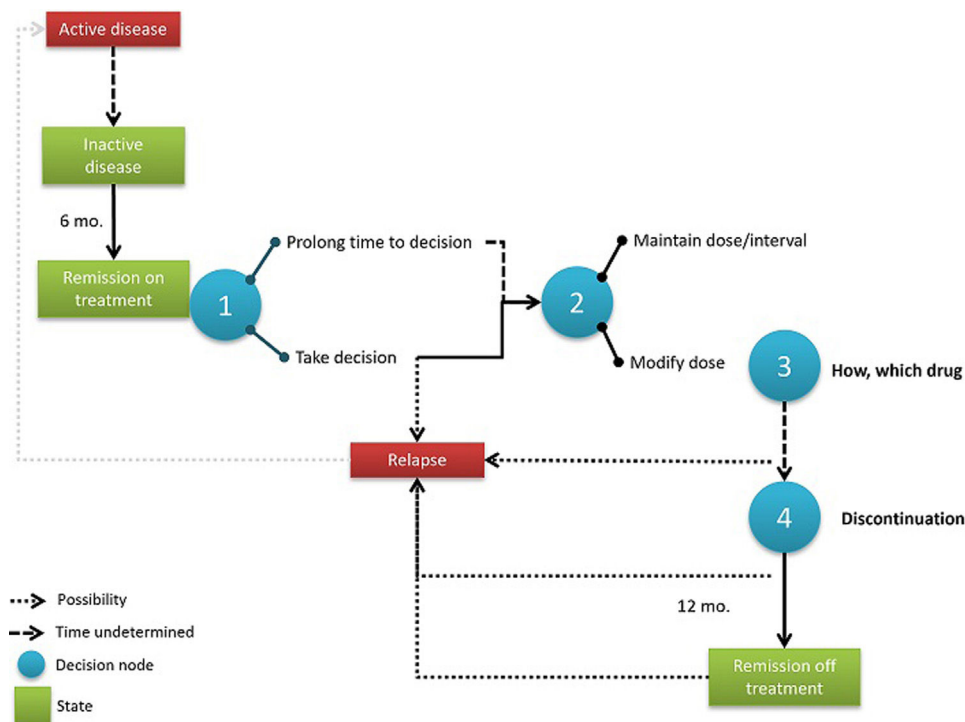 Active disease
Inactive
disease
6 mo.
Remission on
treatment
1
Prolong time to decision
Take decision
2
Maintain dose/interval
Modify dose
3
How, which drug
Relapse
4
Discontinuation
12 mo.
Remission off
treatment
Possibility
Time undetermined
Decision node
State